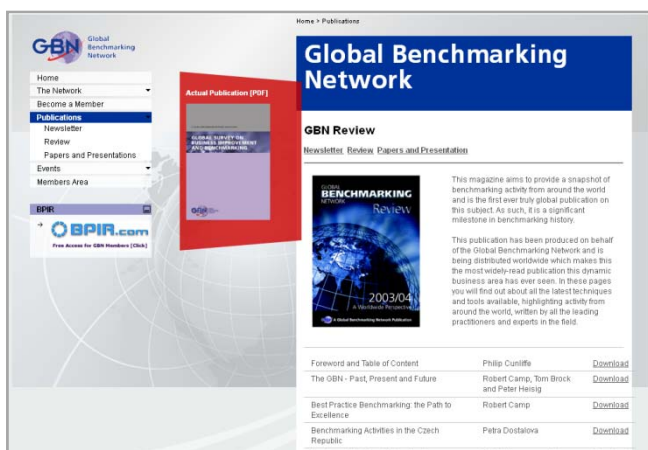 Home > Publications
GBN
Global
Benchmarking
Network
Home
The Network
Become a Member
Publications
Newsletter
Review
Papers and Presentations
Events
Members Area
BPIR
BPIR.com
Free Access for GBN Members [Click]
Actual Publication [PDF]
GLOBAL SURVEY ON
BUSINESS IMPROVEMENT
AND BENCHMARKING
GBN
Global Benchmarking
Network
GBN Review
Newsletter Review Papers and Presentation
GLOBAL
BENCHMARKING
NETWORK
Review
2003/04
A Worldwide Perspective
A Global Benchmarking Network Publication
This magazine aims to provide a snapshot of
benchmarking activity from around the world
and is the first ever truly global publication on
this subject. As such, it is a significant
milestone in benchmarking history.
This publication has been produced on behalf
of the Global Benchmarking Network and is
being distributed worldwide which makes this
the most widely-read publication this dynamic
business area has ever seen. In these pages
you will find out about all the latest techniques
and tools available, highlighting activity from
around the world, written by all the leading
practitioners and experts in the field.
Foreword and Table of Content Philip Cunliffe Download
The GBN - Past, Present and Future Robert Camp, Tom Brock Download
and Peter Heisig
Best Practice Benchmarking: the Path to Robert Camp Download
Excellence
Benchmarking Activities in the Czech Petra Dostalova Download
Republic